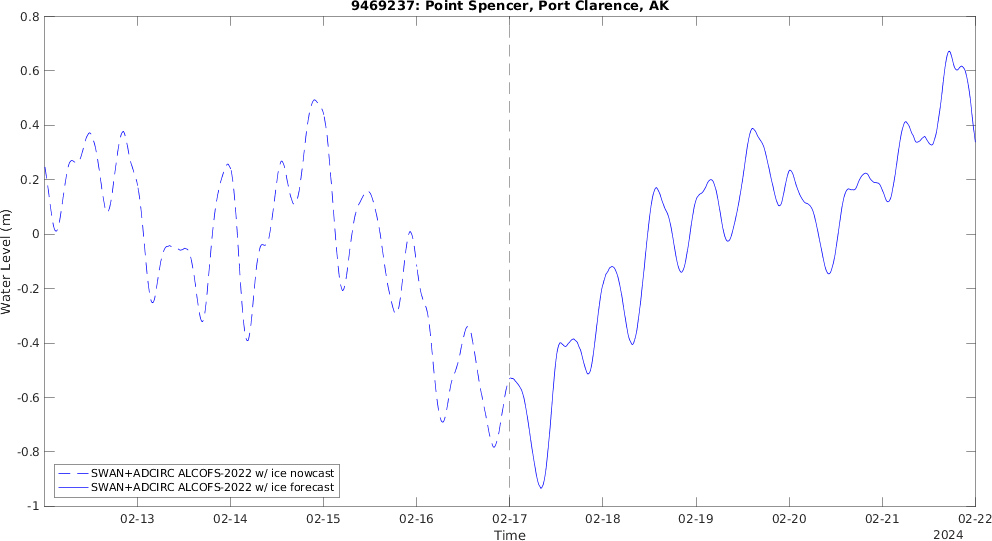 9469237: Point Spencer, Port Clarence, AK
0.8
0.6
0.4
0.2
0
-0.2
-0.4
-0.6
-0.8
-1
Water Level (m)
SWAN+ADCIRC ALCOFS-2022 w/ ice nowcast
SWAN+ADCIRC ALCOFS-2022 w/ ice forecast
02-13 02-14 02-15 02-16 02-17 02-18 02-19 02-20 02-21 02-22
Time
2024